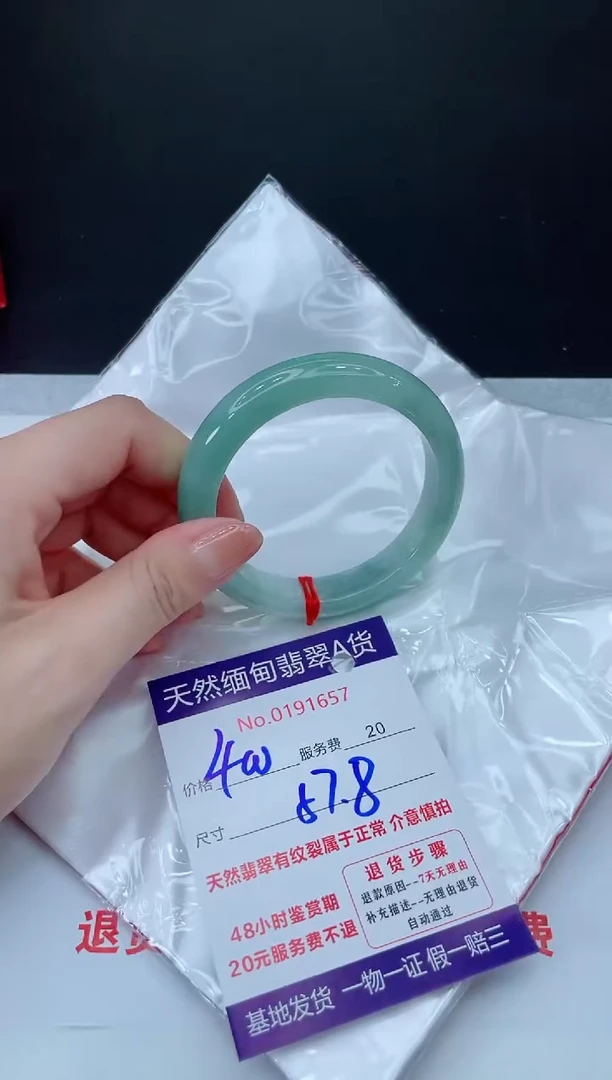 天然缅甸翡翠A货
No.0191657
价格 400 服务费 20
尺寸 57.8
天然翡翠有纹裂属于正常 介意慎拍
48小时鉴赏期
20元服务费不退
退货步骤
退款原因--7天无理由
补充描述--无理由退货
自动通过
基地发货 一物一证 假一赔三
退 费